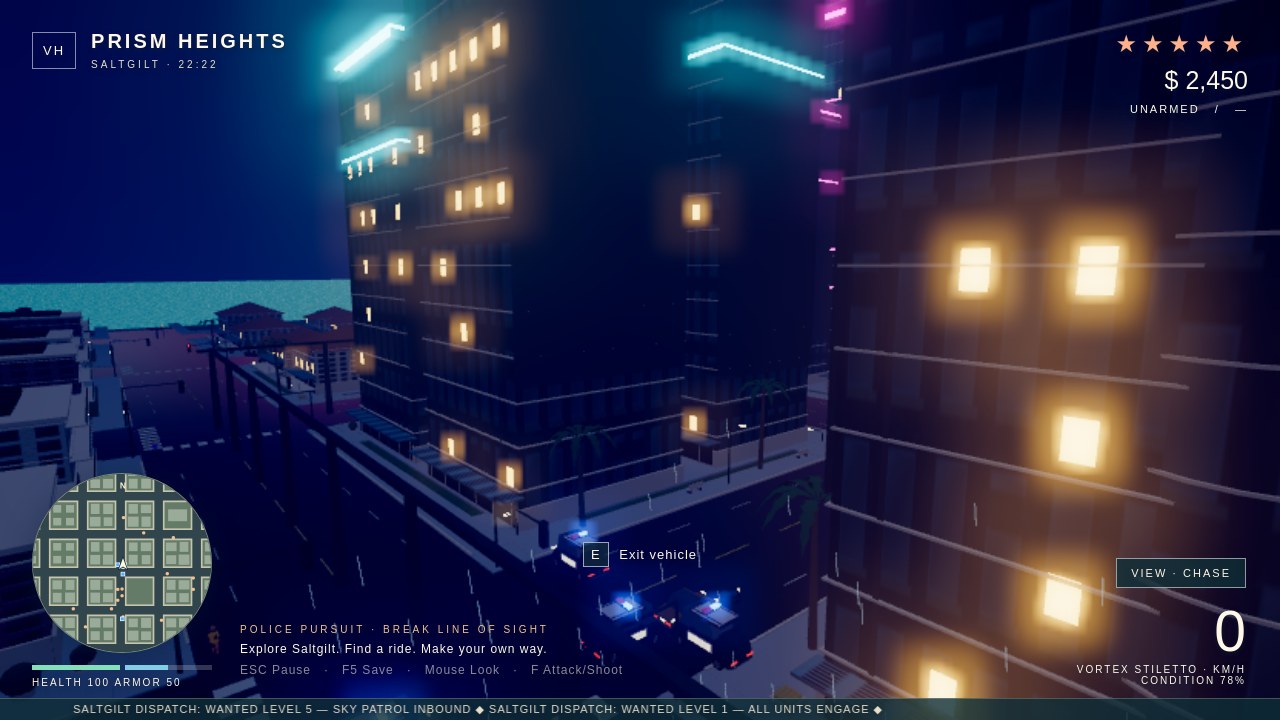 VH
PRISM HEIGHTS
SALTGILT · 22:22
★★★★★
$ 2,450
UNARMED / —
N
E Exit vehicle
VIEW · CHASE
0
VORTEX STILETTO · KM/H
CONDITION 78%
POLICE PURSUIT · BREAK LINE OF SIGHT
Explore Saltgilt. Find a ride. Make your own way.
ESC Pause · F5 Save · Mouse Look · F Attack/Shoot
HEALTH 100 ARMOR 50
SALTGILT DISPATCH: WANTED LEVEL 5 — SKY PATROL INBOUND ◆ SALTGILT DISPATCH: WANTED LEVEL 1 — ALL UNITS ENGAGE ◆